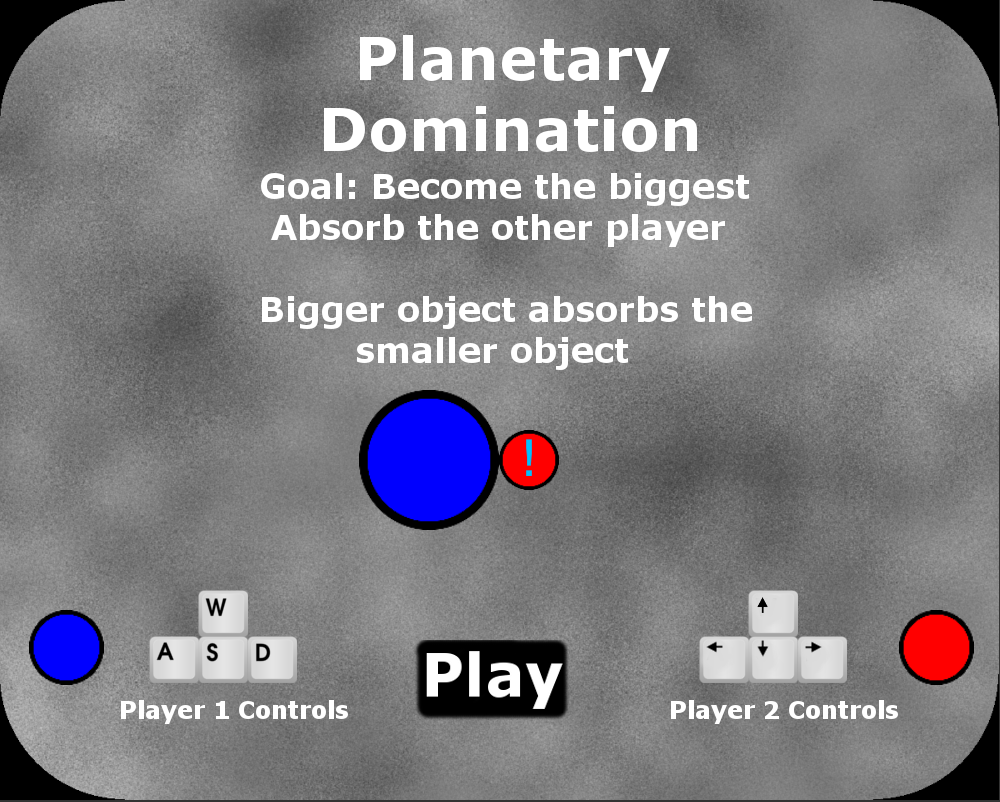 Planetary
Domination
Goal: Become the biggest
Absorb the other player
Bigger object absorbs the
smaller object
!
W
A S D
↑
← ↓ →
Play
Player 1 Controls
Player 2 Controls